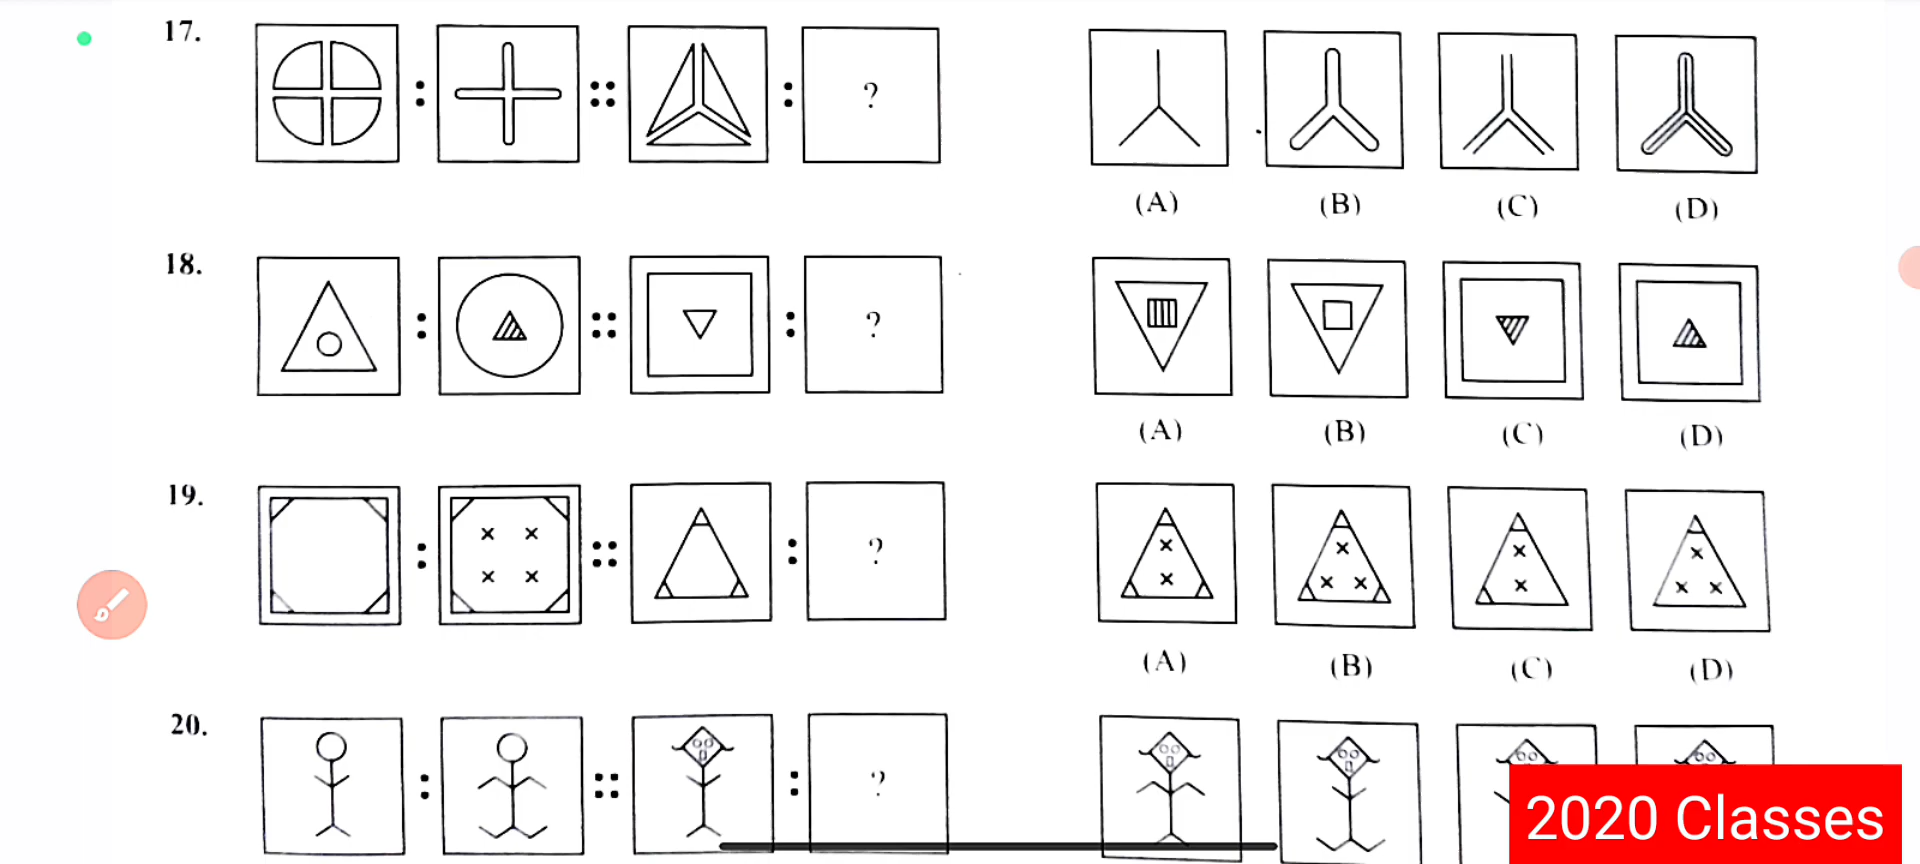 17.
: :: : ?
(A) (B) (C) (D)
18.
: :: : ?
(A) (B) (C) (D)
19.
: :: : ?
(A) (B) (C) (D)
20.
: :: : ?
2020 Classes